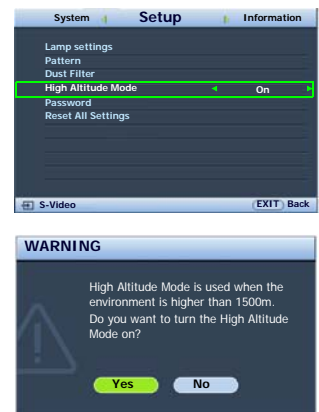 System Setup Information
Lamp settings
Pattern
Dust Filter
High Altitude Mode On
Password
Reset All Settings
S-Video EXIT Back
WARNING
High Altitude Mode is used when the
environment is higher than 1500m.
Do you want to turn the High Altitude
Mode on?
Yes No